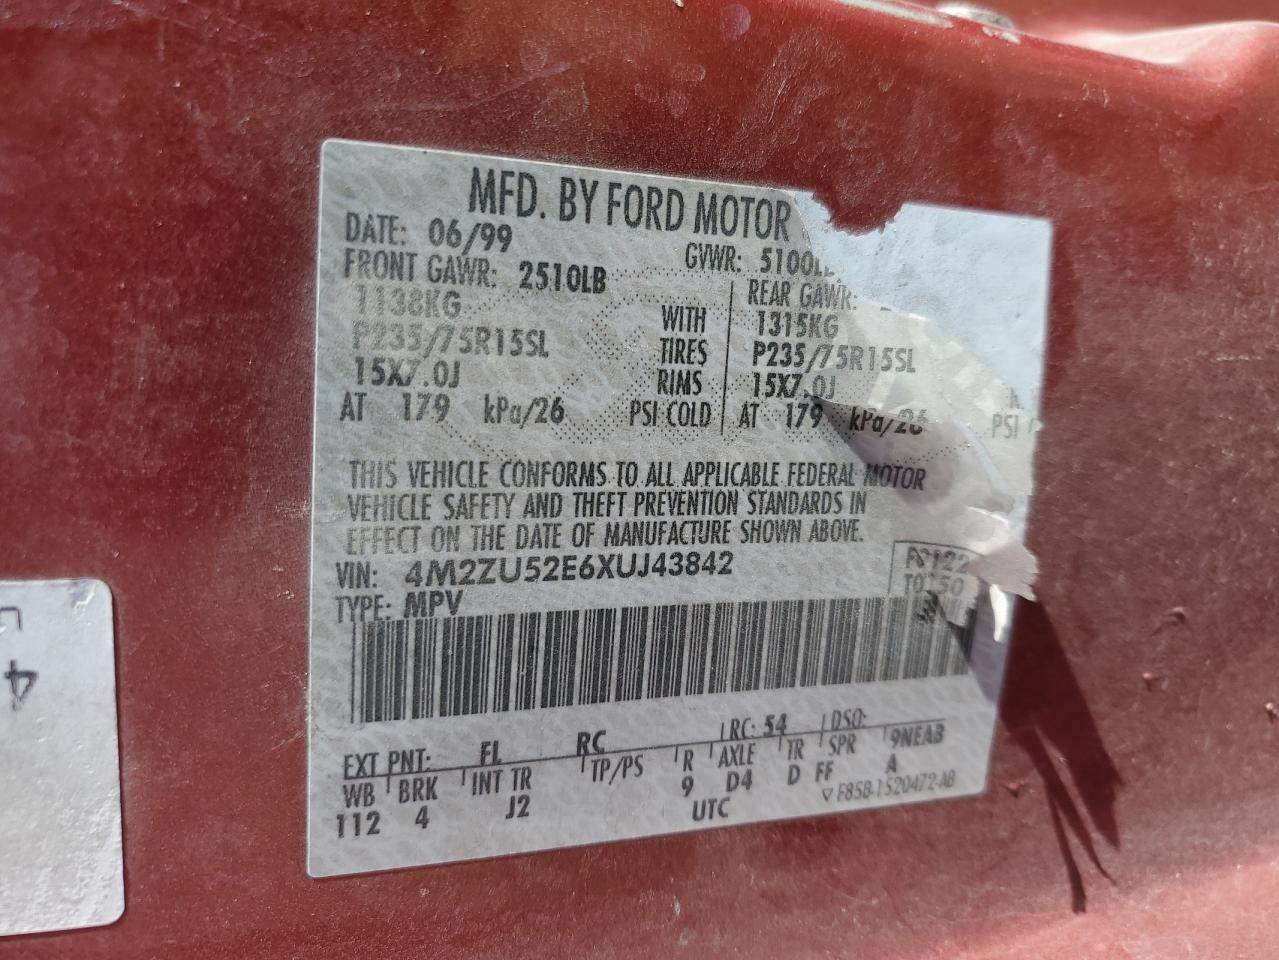 MFD. BY FORD MOTOR
DATE: 06/99 GVWR: 5100LB
FRONT GAWR: 2510LB REAR GAWR:
1138KG WITH 1315KG
P235/75R15SL TIRES P235/75R15SL
15X7.0J RIMS 15X7.0J
AT 179 kPa/26 PSI COLD AT 179 kPa/26 PSI
THIS VEHICLE CONFORMS TO ALL APPLICABLE FEDERAL MOTOR
VEHICLE SAFETY AND THEFT PREVENTION STANDARDS IN
EFFECT ON THE DATE OF MANUFACTURE SHOWN ABOVE.
VIN: 4M2ZU52E6XUJ43842
TYPE: MPV
EXT PNT: FL RC RC: 54 DSO:
WB BRK INT TR TP/PS R AXLE TR SPR 9NEAB
112 4 J2 9 D4 D FF A
UTC F85B-1520472-AB
4